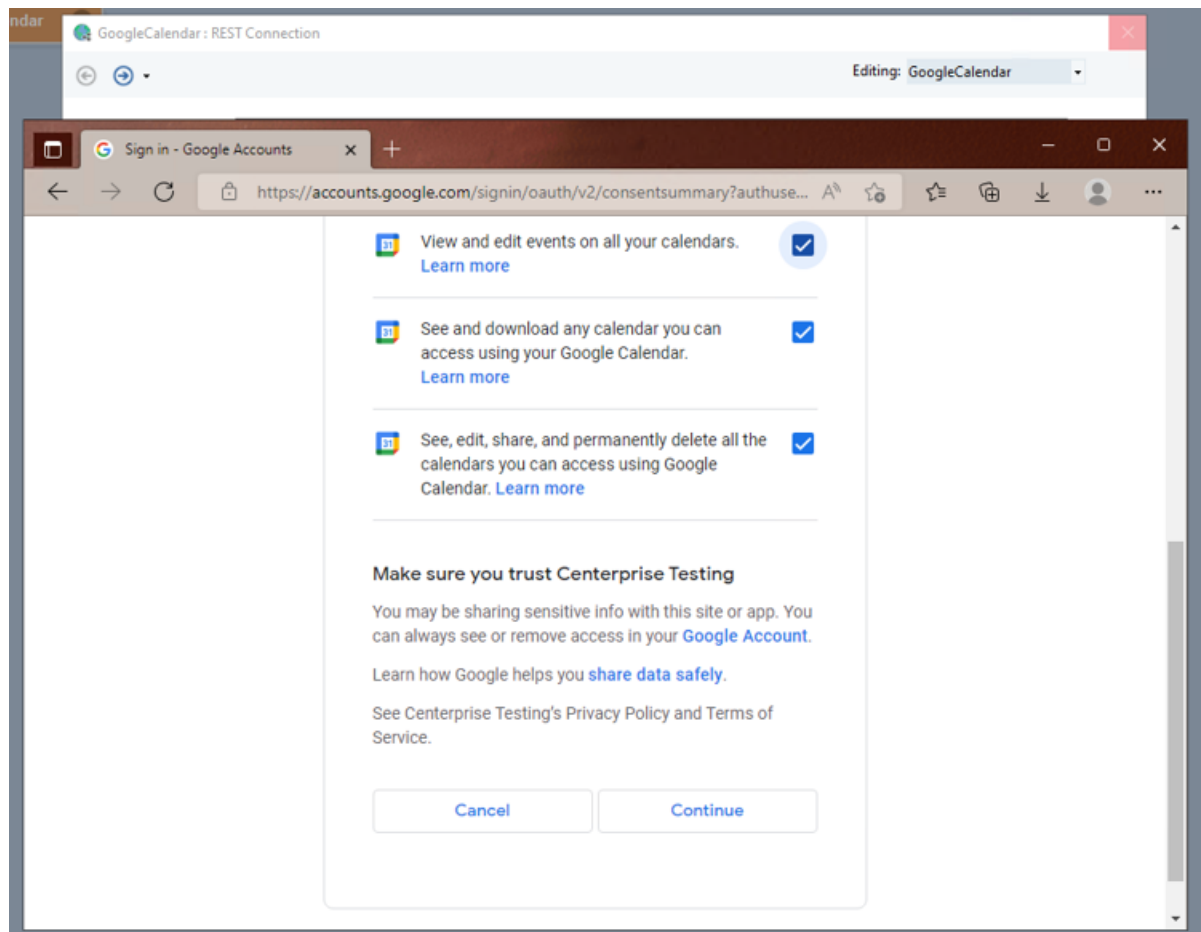 ndar
GoogleCalendar : REST Connection
Editing: GoogleCalendar
Sign in - Google Accounts
https://accounts.google.com/signin/oauth/v2/consentsummary?authuse...
View and edit events on all your calendars.
Learn more
31
See and download any calendar you can
access using your Google Calendar.
Learn more
31
See, edit, share, and permanently delete all the
calendars you can access using Google
Calendar. Learn more
31
Make sure you trust Centerprise Testing
You may be sharing sensitive info with this site or app. You
can always see or remove access in your Google Account.
Learn how Google helps you share data safely.
See Centerprise Testing's Privacy Policy and Terms of
Service.
Cancel
Continue